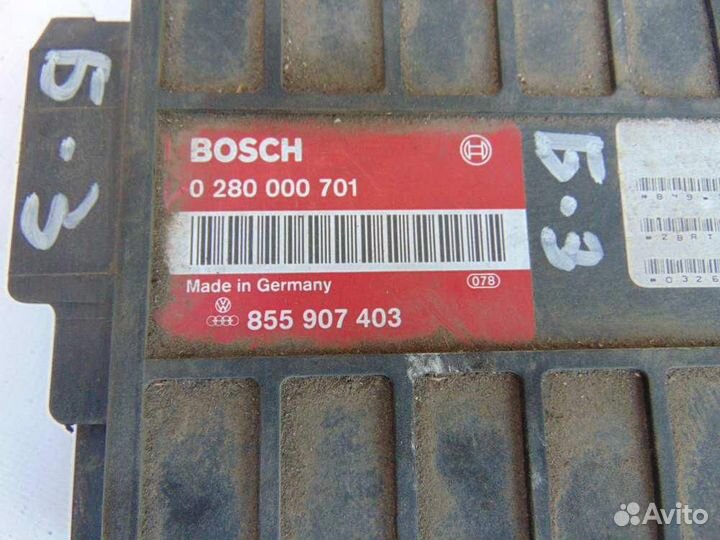 Б-3
BOSCH
0 280 000 701
Made in Germany
078
855 907 403
Б-3
Avito